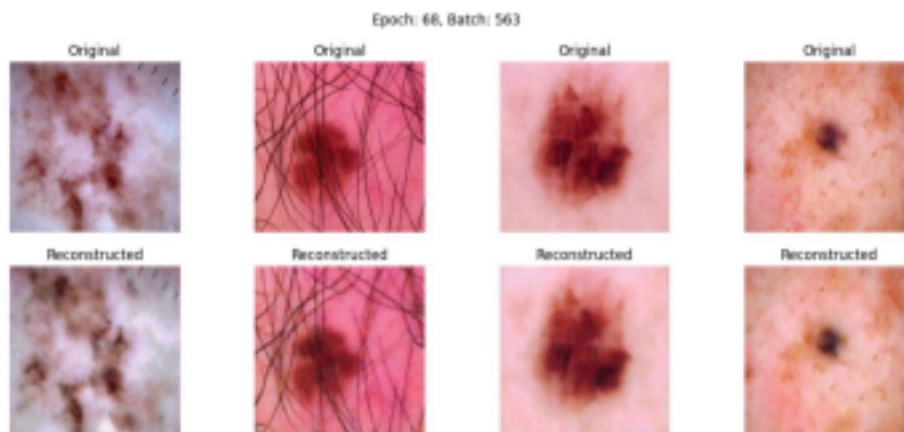 Epoch: 68, Batch: 563
Original Original Original Original
Reconstructed Reconstructed Reconstructed Reconstructed